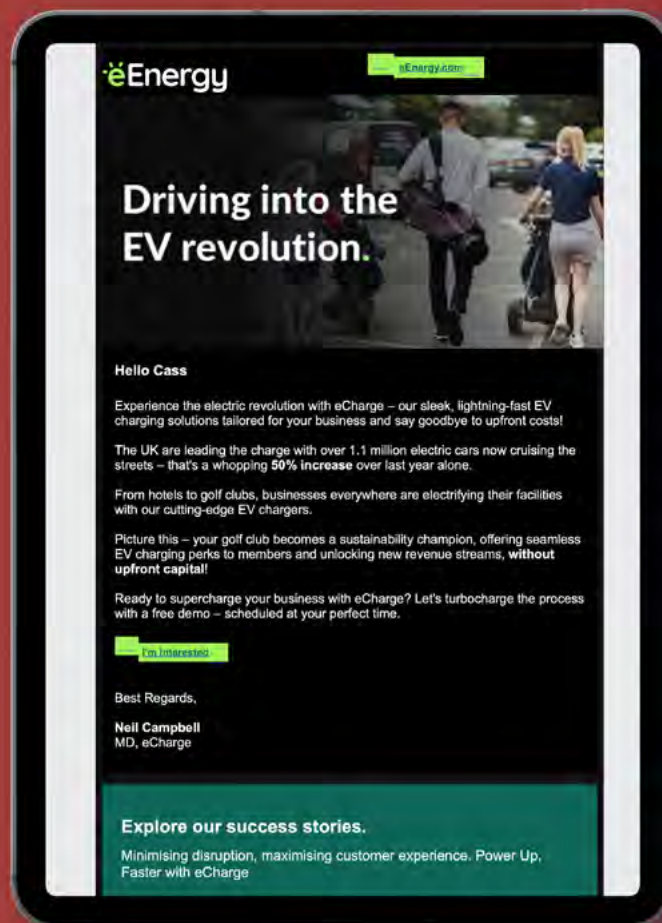 ëEnergy
eEnergy.com
Driving into the
EV revolution.
Hello Cass
Experience the electric revolution with eCharge – our sleek, lightning-fast EV
charging solutions tailored for your business and say goodbye to upfront costs!
The UK are leading the charge with over 1.1 million electric cars now cruising the
streets – that's a whopping 50% increase over last year alone.
From hotels to golf clubs, businesses everywhere are electrifying their facilities
with our cutting-edge EV chargers.
Picture this – your golf club becomes a sustainability champion, offering seamless
EV charging perks to members and unlocking new revenue streams, without
upfront capital!
Ready to supercharge your business with eCharge? Let's turbocharge the process
with a free demo – scheduled at your perfect time.
I'm Interested
Best Regards,
Neil Campbell
MD, eCharge
Explore our success stories.
Minimising disruption, maximising customer experience. Power Up,
Faster with eCharge